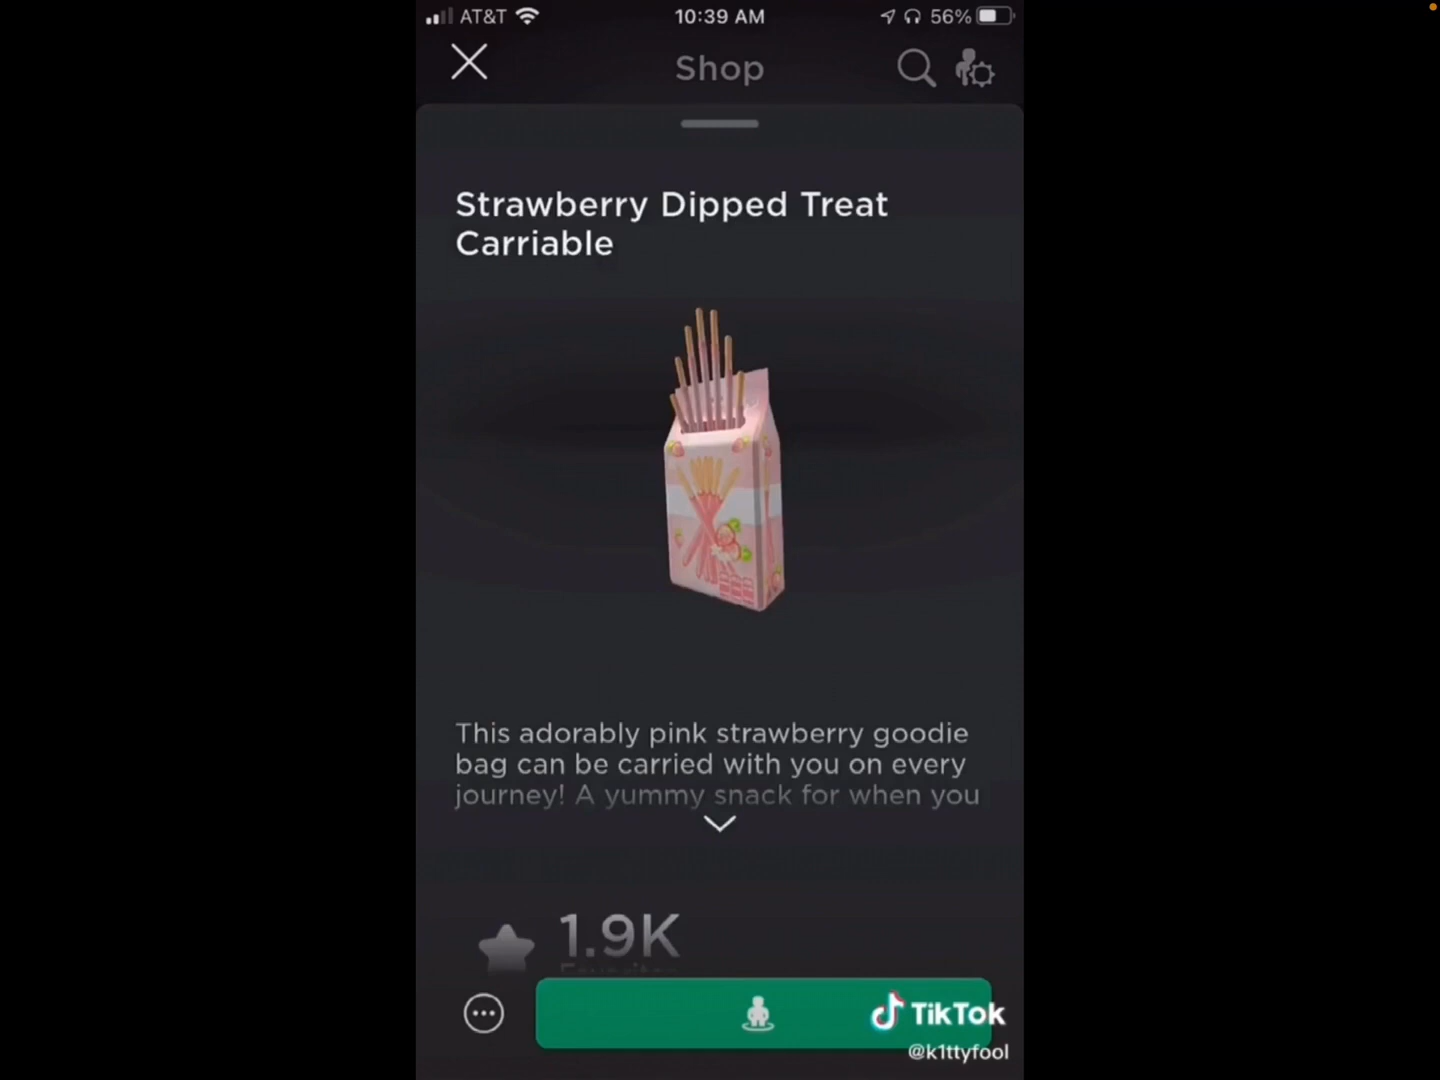 AT&T
10:39 AM
56%
Shop
Strawberry Dipped Treat
Carriable
This adorably pink strawberry goodie
bag can be carried with you on every
journey! A yummy snack for when you
1.9K
TikTok
@k1ttyfool